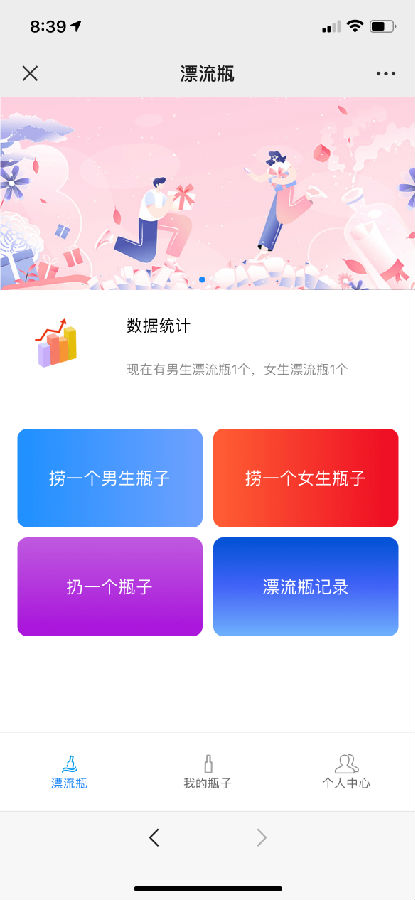 8:39
漂流瓶
数据统计
现在有男生漂流瓶1个，女生漂流瓶1个
捞一个男生瓶子
捞一个女生瓶子
扔一个瓶子
漂流瓶记录
漂流瓶
我的瓶子
个人中心